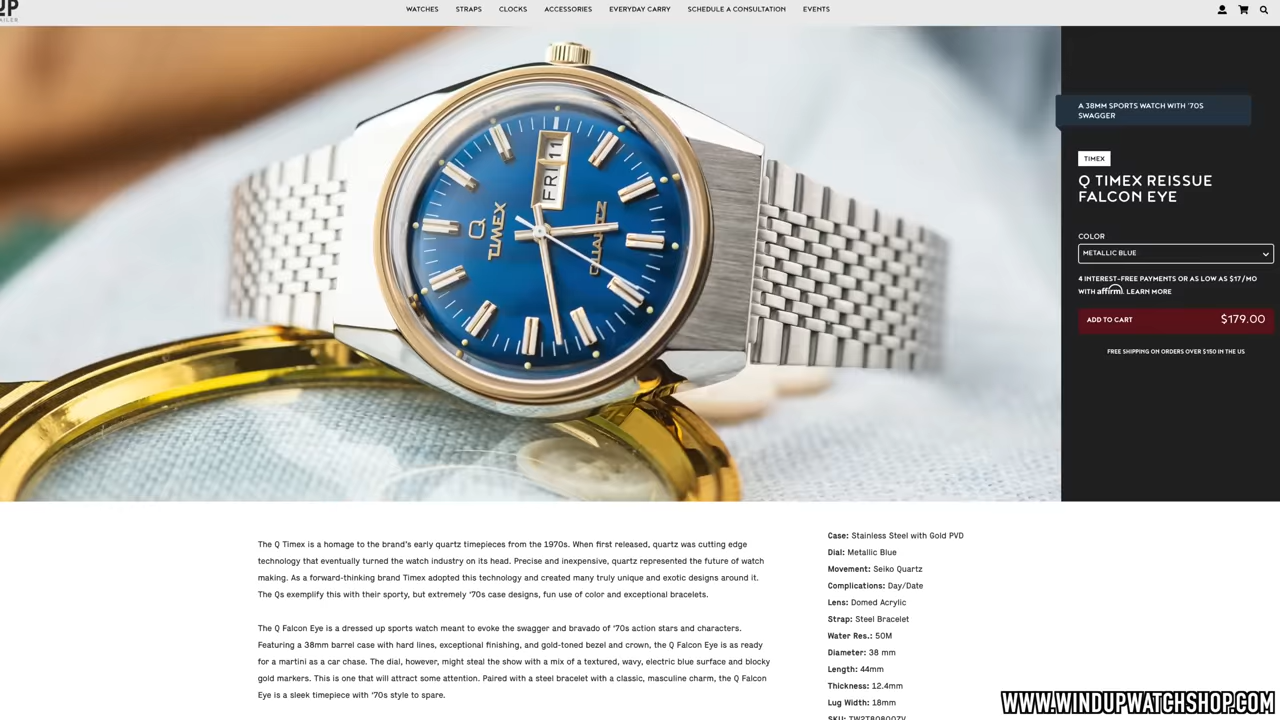 UP
WATCHES STRAPS CLOCKS ACCESSORIES EVERYDAY CARRY SCHEDULE A CONSULTATION EVENTS
FRI 11
Q
TIMEX
QUARTZ
A 38MM SPORTS WATCH WITH '70S
SWAGGER
TIMEX
Q TIMEX REISSUE
FALCON EYE
COLOR
METALLIC BLUE
4 INTEREST-FREE PAYMENTS OR AS LOW AS $17/MO
WITH affirm. LEARN MORE
ADD TO CART $179.00
FREE SHIPPING ON ORDERS OVER $150 IN THE US
The Q Timex is a homage to the brand's early quartz timepieces from the 1970s. When first released, quartz was cutting edge
technology that eventually turned the watch industry on its head. Precise and inexpensive, quartz represented the future of watch
making. As a forward-thinking brand Timex adopted this technology and created many truly unique and exotic designs around it.
The Qs exemplify this with their sporty, but extremely '70s case designs, fun use of color and exceptional bracelets.
The Q Falcon Eye is a dressed up sports watch meant to evoke the swagger and bravado of '70s action stars and characters.
Featuring a 38mm barrel case with hard lines, exceptional finishing, and gold-toned bezel and crown, the Q Falcon Eye is as ready
for a martini as a car chase. The dial, however, might steal the show with a mix of a textured, wavy, electric blue surface and blocky
gold markers. This is one that will attract some attention. Paired with a steel bracelet with a classic, masculine charm, the Q Falcon
Eye is a sleek timepiece with '70s style to spare.
Case: Stainless Steel with Gold PVD
Dial: Metallic Blue
Movement: Seiko Quartz
Complications: Day/Date
Lens: Domed Acrylic
Strap: Steel Bracelet
Water Res.: 50M
Diameter: 38 mm
Length: 44mm
Thickness: 12.4mm
Lug Width: 18mm
WWW.WINDUPWATCHSHOP.COM